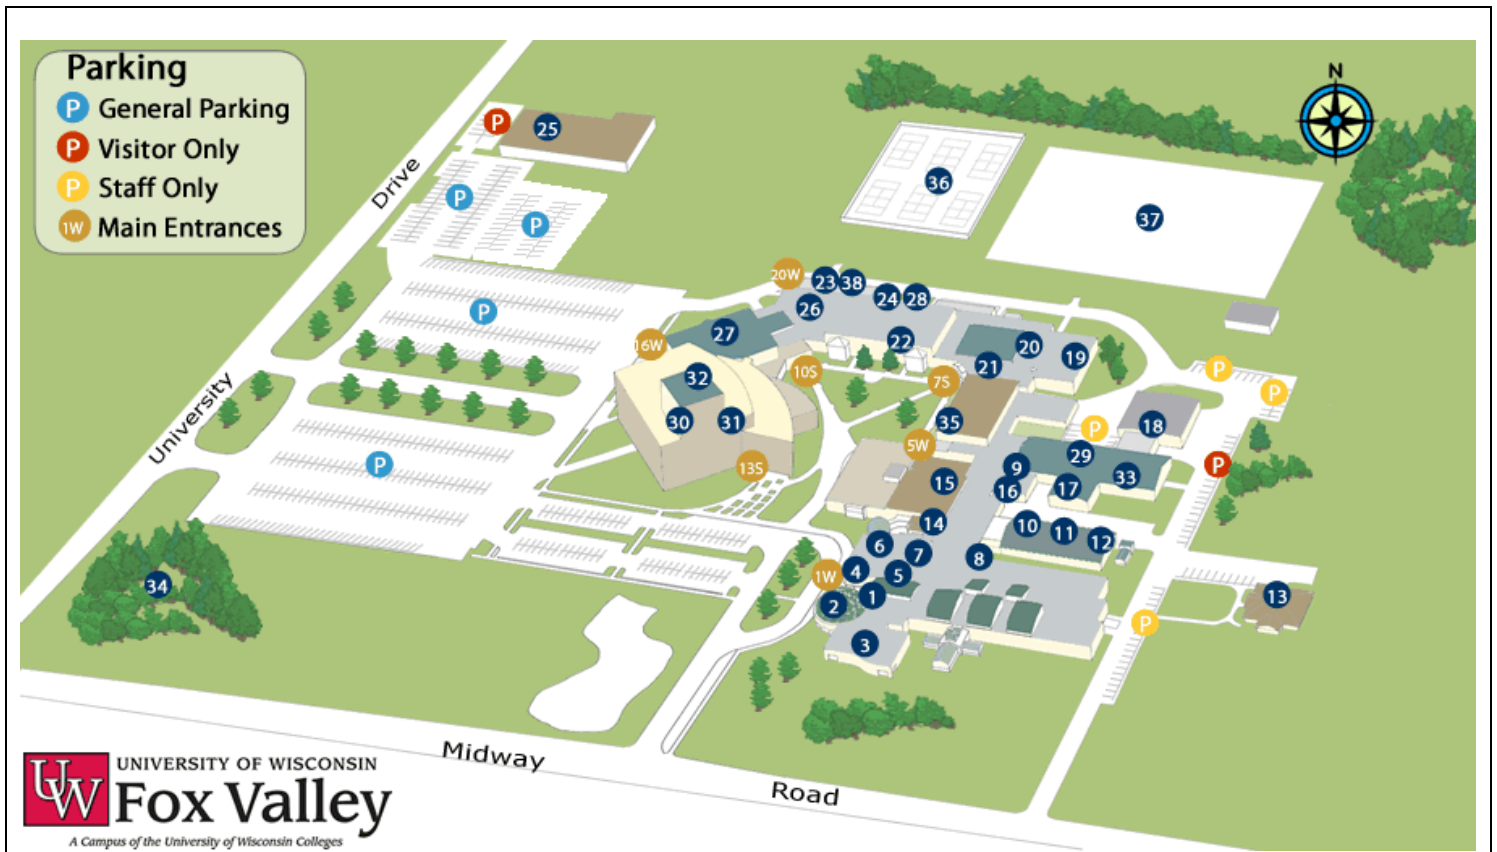 Parking
P General Parking
P Visitor Only
P Staff Only
1W Main Entrances
N
P
25
Drive
P
P
36
37
20W
23
38
24
28
26
P
27
22
16W
20
19
21
10S
7S
P
P
32
30
31
35
P
18
University
5W
29
P
13S
P
9
33
15
16
17
14
10
11
12
6
7
8
4
5
1W
34
1
2
13
P
3
Midway
Road
UW
UNIVERSITY OF WISCONSIN
Fox Valley
A Campus of the University of Wisconsin Colleges